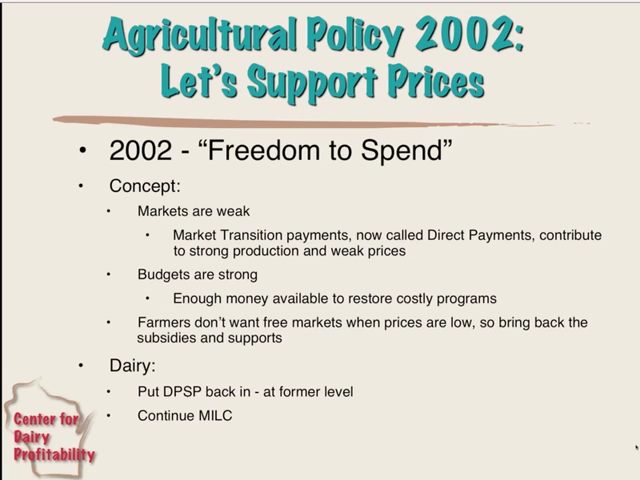 Agricultural Policy 2002:
Let's Support Prices
• 2002 - “Freedom to Spend”
• Concept:
• Markets are weak
• Market Transition payments, now called Direct Payments, contribute
to strong production and weak prices
• Budgets are strong
• Enough money available to restore costly programs
• Farmers don’t want free markets when prices are low, so bring back the
subsidies and supports
• Dairy:
• Put DPSP back in - at former level
• Continue MILC
Center for
Dairy
Profitability